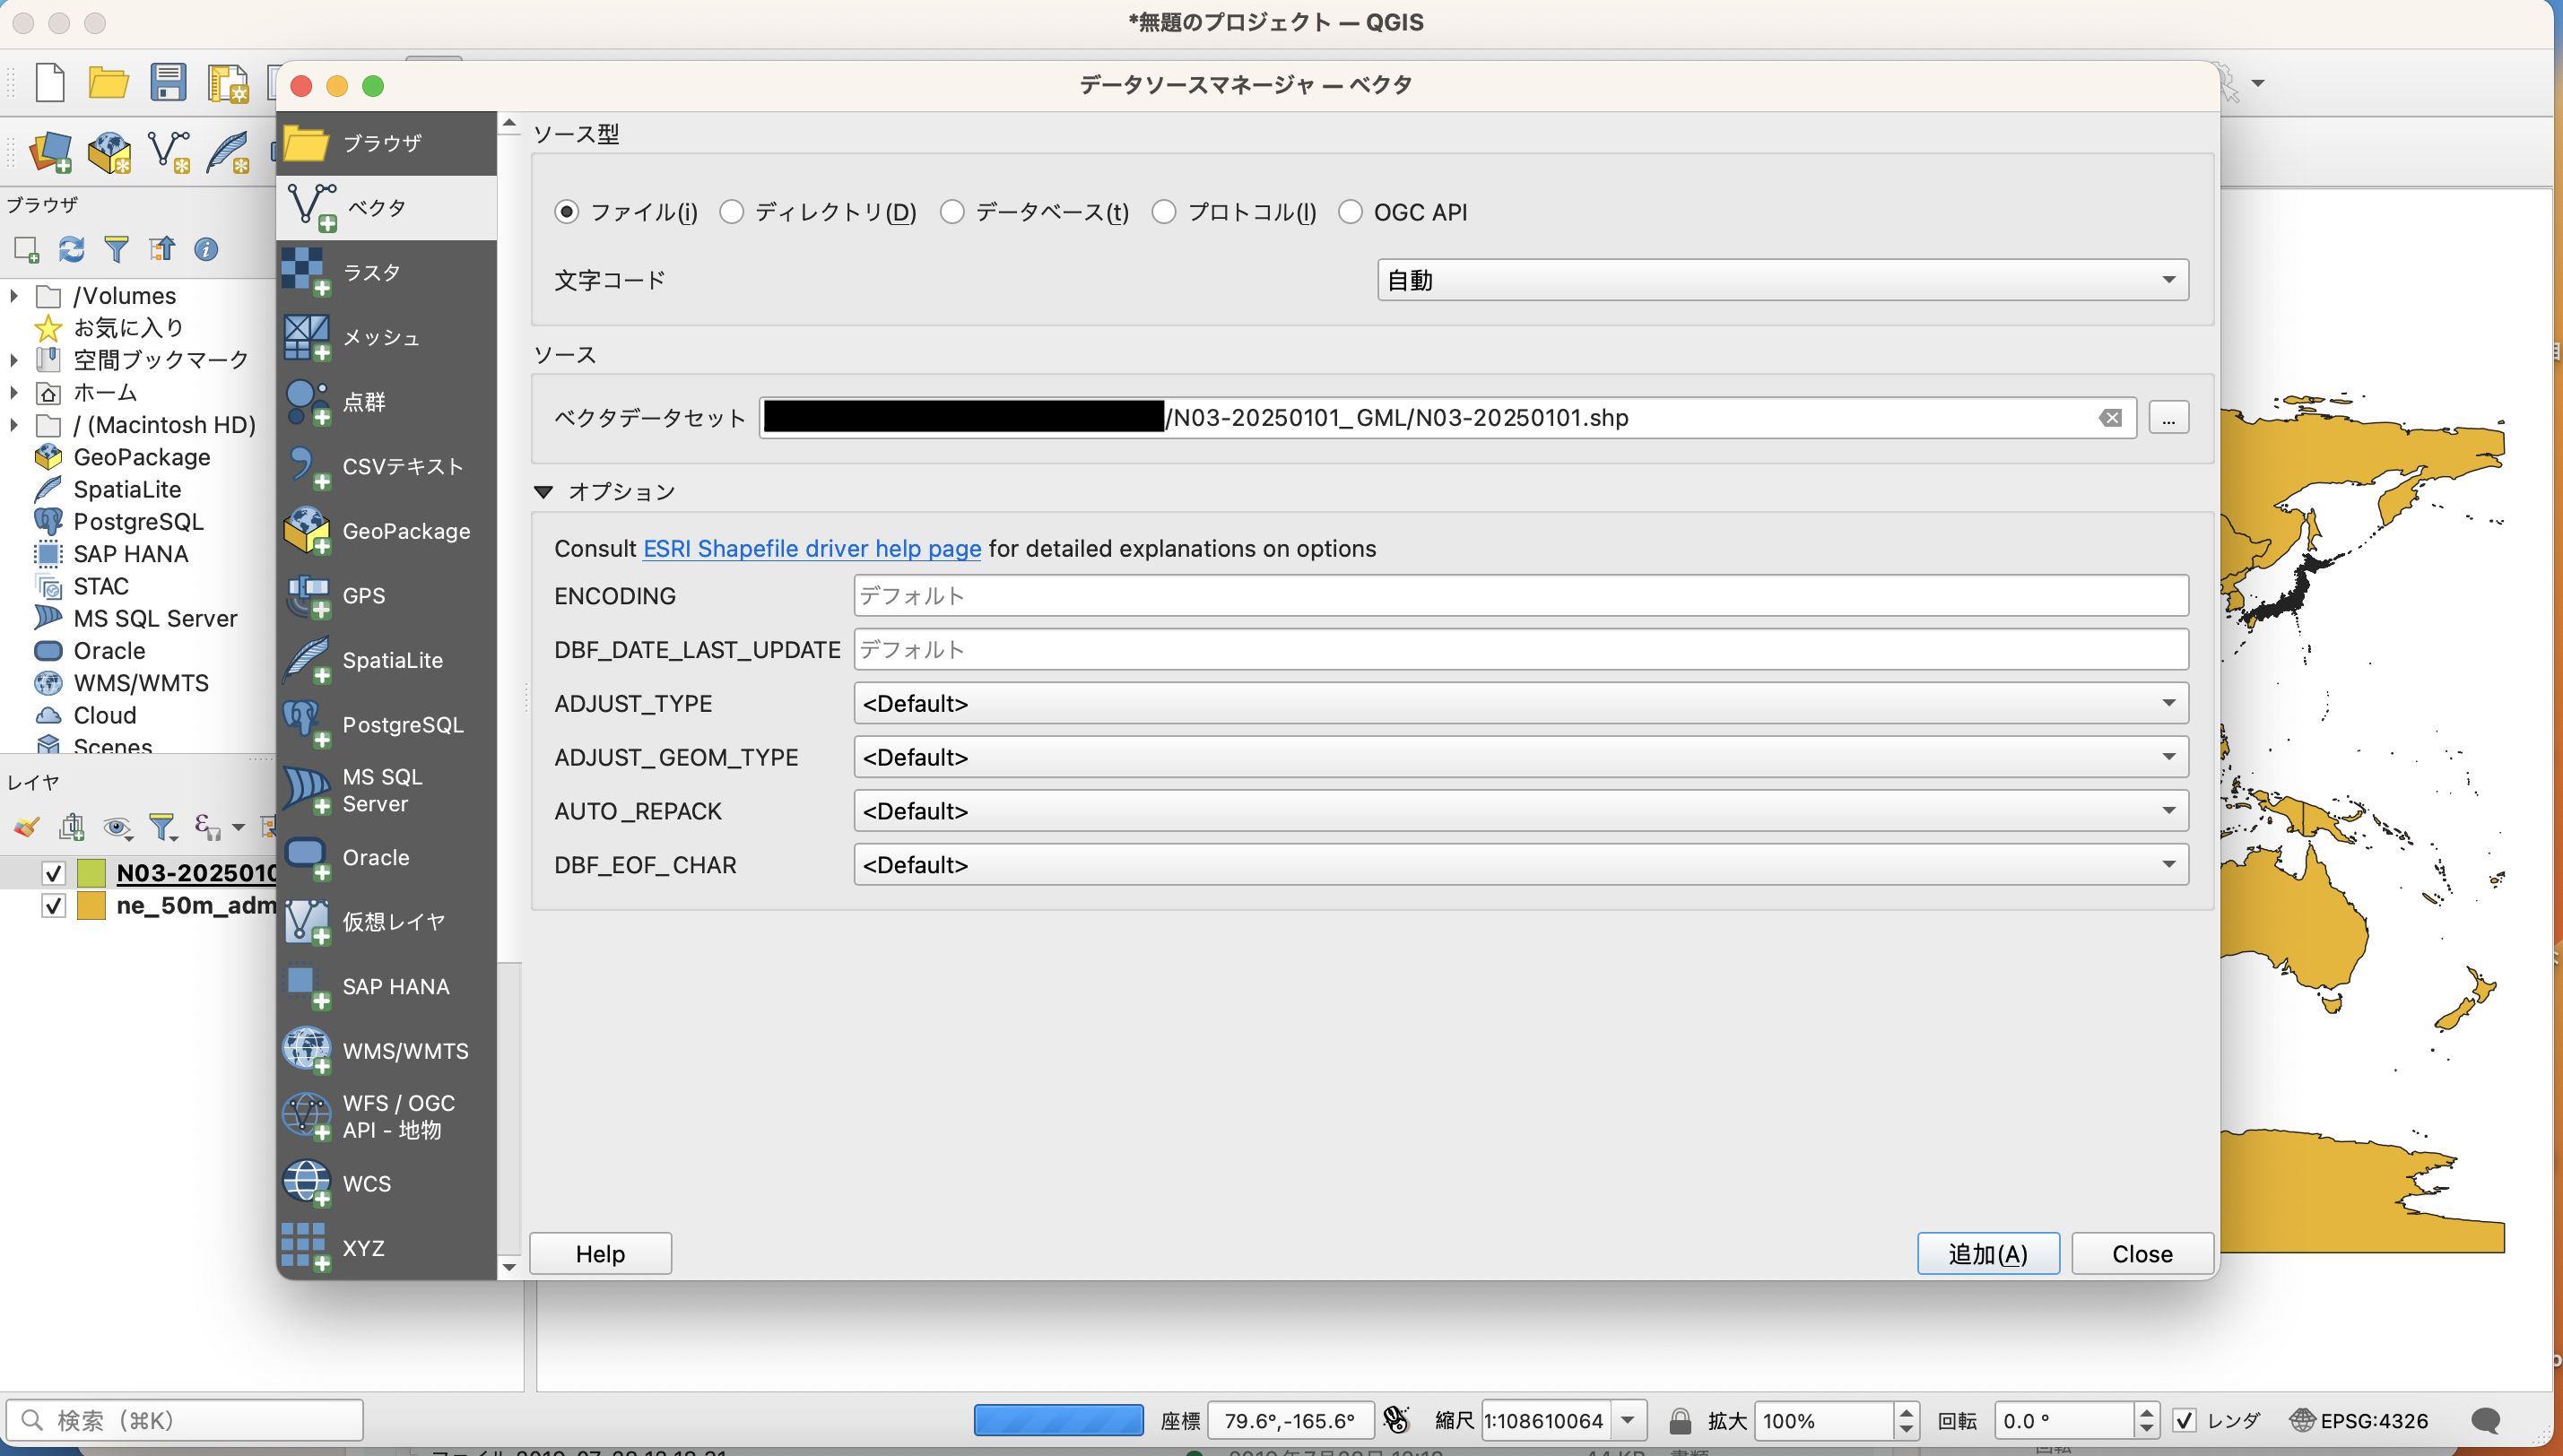 *無題のプロジェクト — QGIS
データソースマネージャ — ベクタ
ブラウザ
/Volumes
お気に入り
空間ブックマーク
ホーム
/ (Macintosh HD)
GeoPackage
SpatiaLite
PostgreSQL
SAP HANA
STAC
MS SQL Server
Oracle
WMS/WMTS
Cloud
Scenes
レイヤ
N03-2025010
ne_50m_adm
ブラウザ
ベクタ
ラスタ
メッシュ
点群
CSVテキスト
GeoPackage
GPS
SpatiaLite
PostgreSQL
MS SQL
Server
Oracle
仮想レイヤ
SAP HANA
WMS/WMTS
WFS / OGC
API - 地物
WCS
XYZ
ソース型
ファイル(i) ディレクトリ(D) データベース(t) プロトコル(l) OGC API
文字コード 自動
ソース
ベクタデータセット /N03-20250101_GML/N03-20250101.shp ...
オプション
Consult ESRI Shapefile driver help page for detailed explanations on options
ENCODING デフォルト
DBF_DATE_LAST_UPDATE デフォルト
ADJUST_TYPE <Default>
ADJUST_GEOM_TYPE <Default>
AUTO_REPACK <Default>
DBF_EOF_CHAR <Default>
Help 追加(A) Close
検索 (⌘K) 座標 79.6°,-165.6° 縮尺 1:108610064 拡大 100% 回転 0.0 ° レンダ EPSG:4326